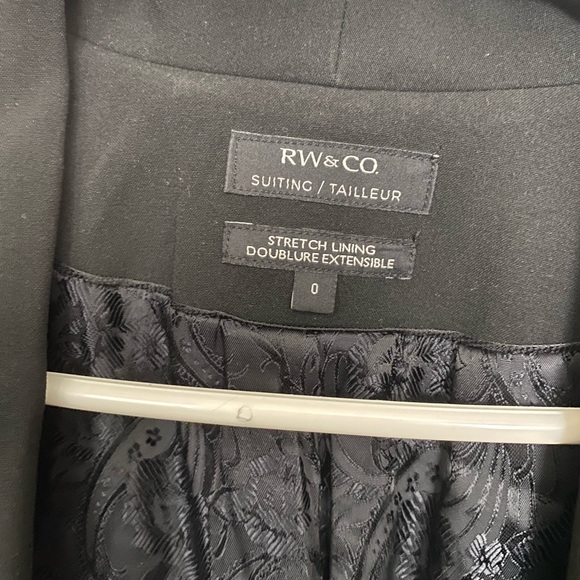 RW&CO.
SUITING / TAILLEUR
STRETCH LINING
DOUBLURE EXTENSIBLE
0